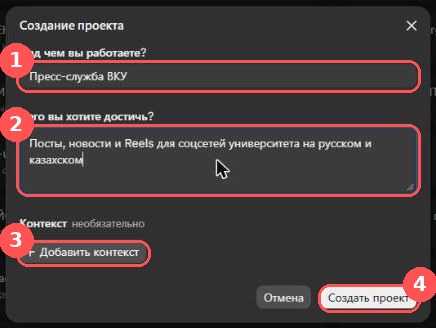 Создание проекта
1
ад чем вы работаете?
Пресс-служба ВКУ
2
его вы хотите достичь?
Посты, новости и Reels для соцсетей университета на русском и
казахском
Контекст необязательно
3
+ Добавить контекст
4
Отмена
Создать проект